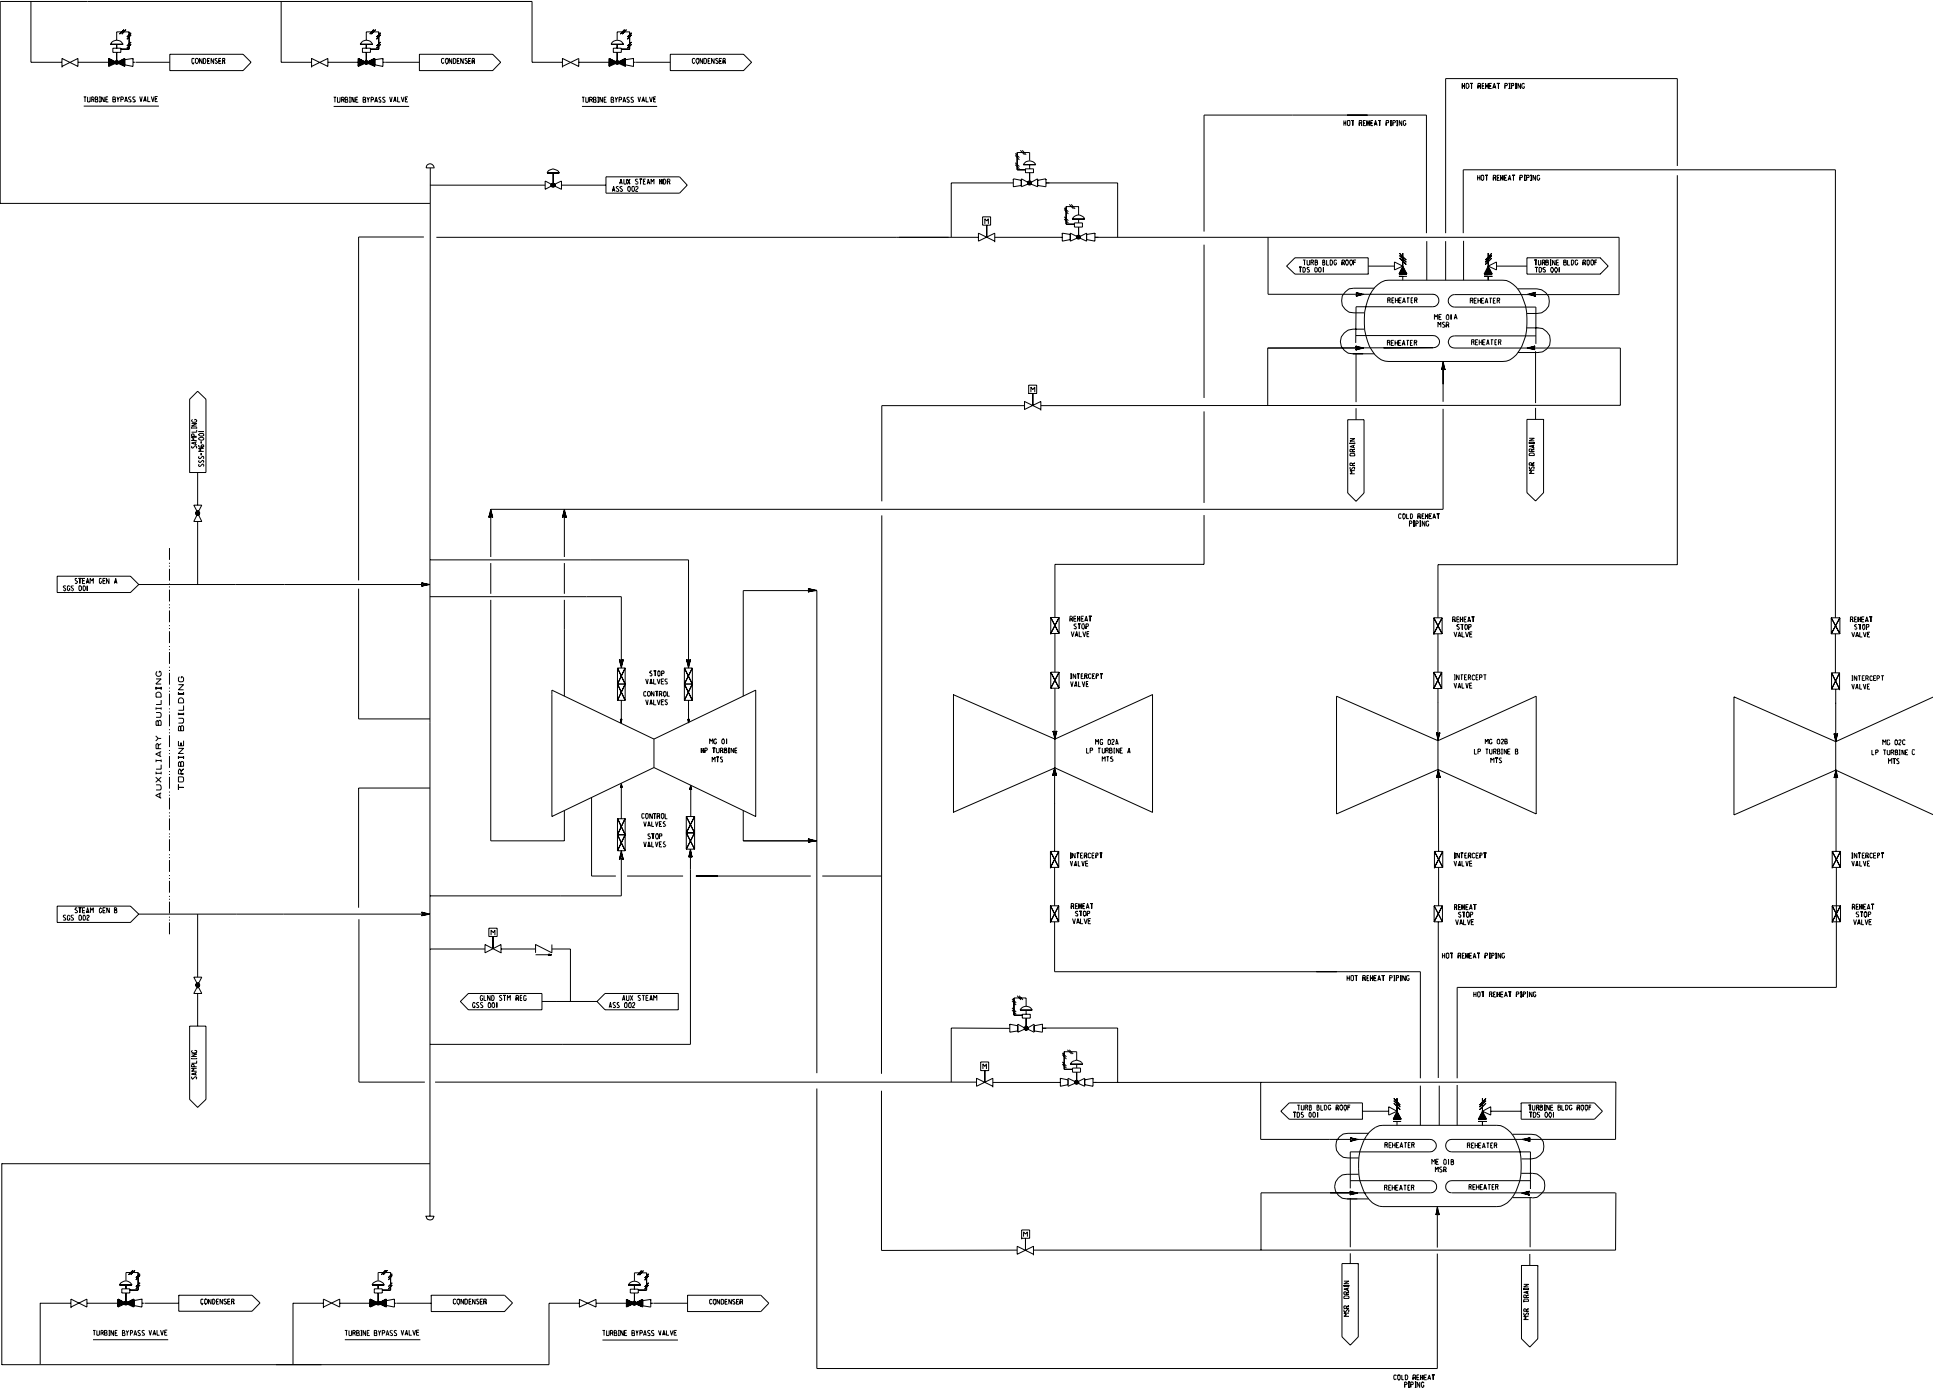 CONDENSER
CONDENSER
CONDENSER
TURBINE BYPASS VALVE
TURBINE BYPASS VALVE
TURBINE BYPASS VALVE
HOT REHEAT PIPING
HOT REHEAT PIPING
HOT REHEAT PIPING
AUX STEAM HDR
ASS 002
M
TURB BLDG ROOF
TDS 001
TURBINE BLDG ROOF
TDS 001
REHEATER
REHEATER
ME 01A
MSR
REHEATER
REHEATER
M
MSR DRAIN
MSR DRAIN
SAMPLING
SSS-M6-001
COLD REHEAT
PIPING
STEAM GEN A
SGS 001
AUXILIARY BUILDING
TORBINE BUILDING
STOP
VALVES
CONTROL
VALVES
MG 01
HP TURBINE
MTS
CONTROL
VALVES
STOP
VALVES
REHEAT
STOP
VALVE
INTERCEPT
VALVE
MG 02A
LP TURBINE A
MTS
INTERCEPT
VALVE
REHEAT
STOP
VALVE
REHEAT
STOP
VALVE
INTERCEPT
VALVE
MG 02B
LP TURBINE B
MTS
INTERCEPT
VALVE
REHEAT
STOP
VALVE
REHEAT
STOP
VALVE
INTERCEPT
VALVE
MG 02C
LP TURBINE C
MTS
INTERCEPT
VALVE
REHEAT
STOP
VALVE
STEAM GEN B
SGS 002
M
GLND STM REG
GSS 001
AUX STEAM
ASS 002
SAMPLING
HOT REHEAT PIPING
HOT REHEAT PIPING
HOT REHEAT PIPING
M
TURB BLDG ROOF
TDS 001
TURBINE BLDG ROOF
TDS 001
REHEATER
REHEATER
ME 01B
MSR
REHEATER
REHEATER
M
MSR DRAIN
MSR DRAIN
CONDENSER
CONDENSER
CONDENSER
TURBINE BYPASS VALVE
TURBINE BYPASS VALVE
TURBINE BYPASS VALVE
COLD REHEAT
PIPING